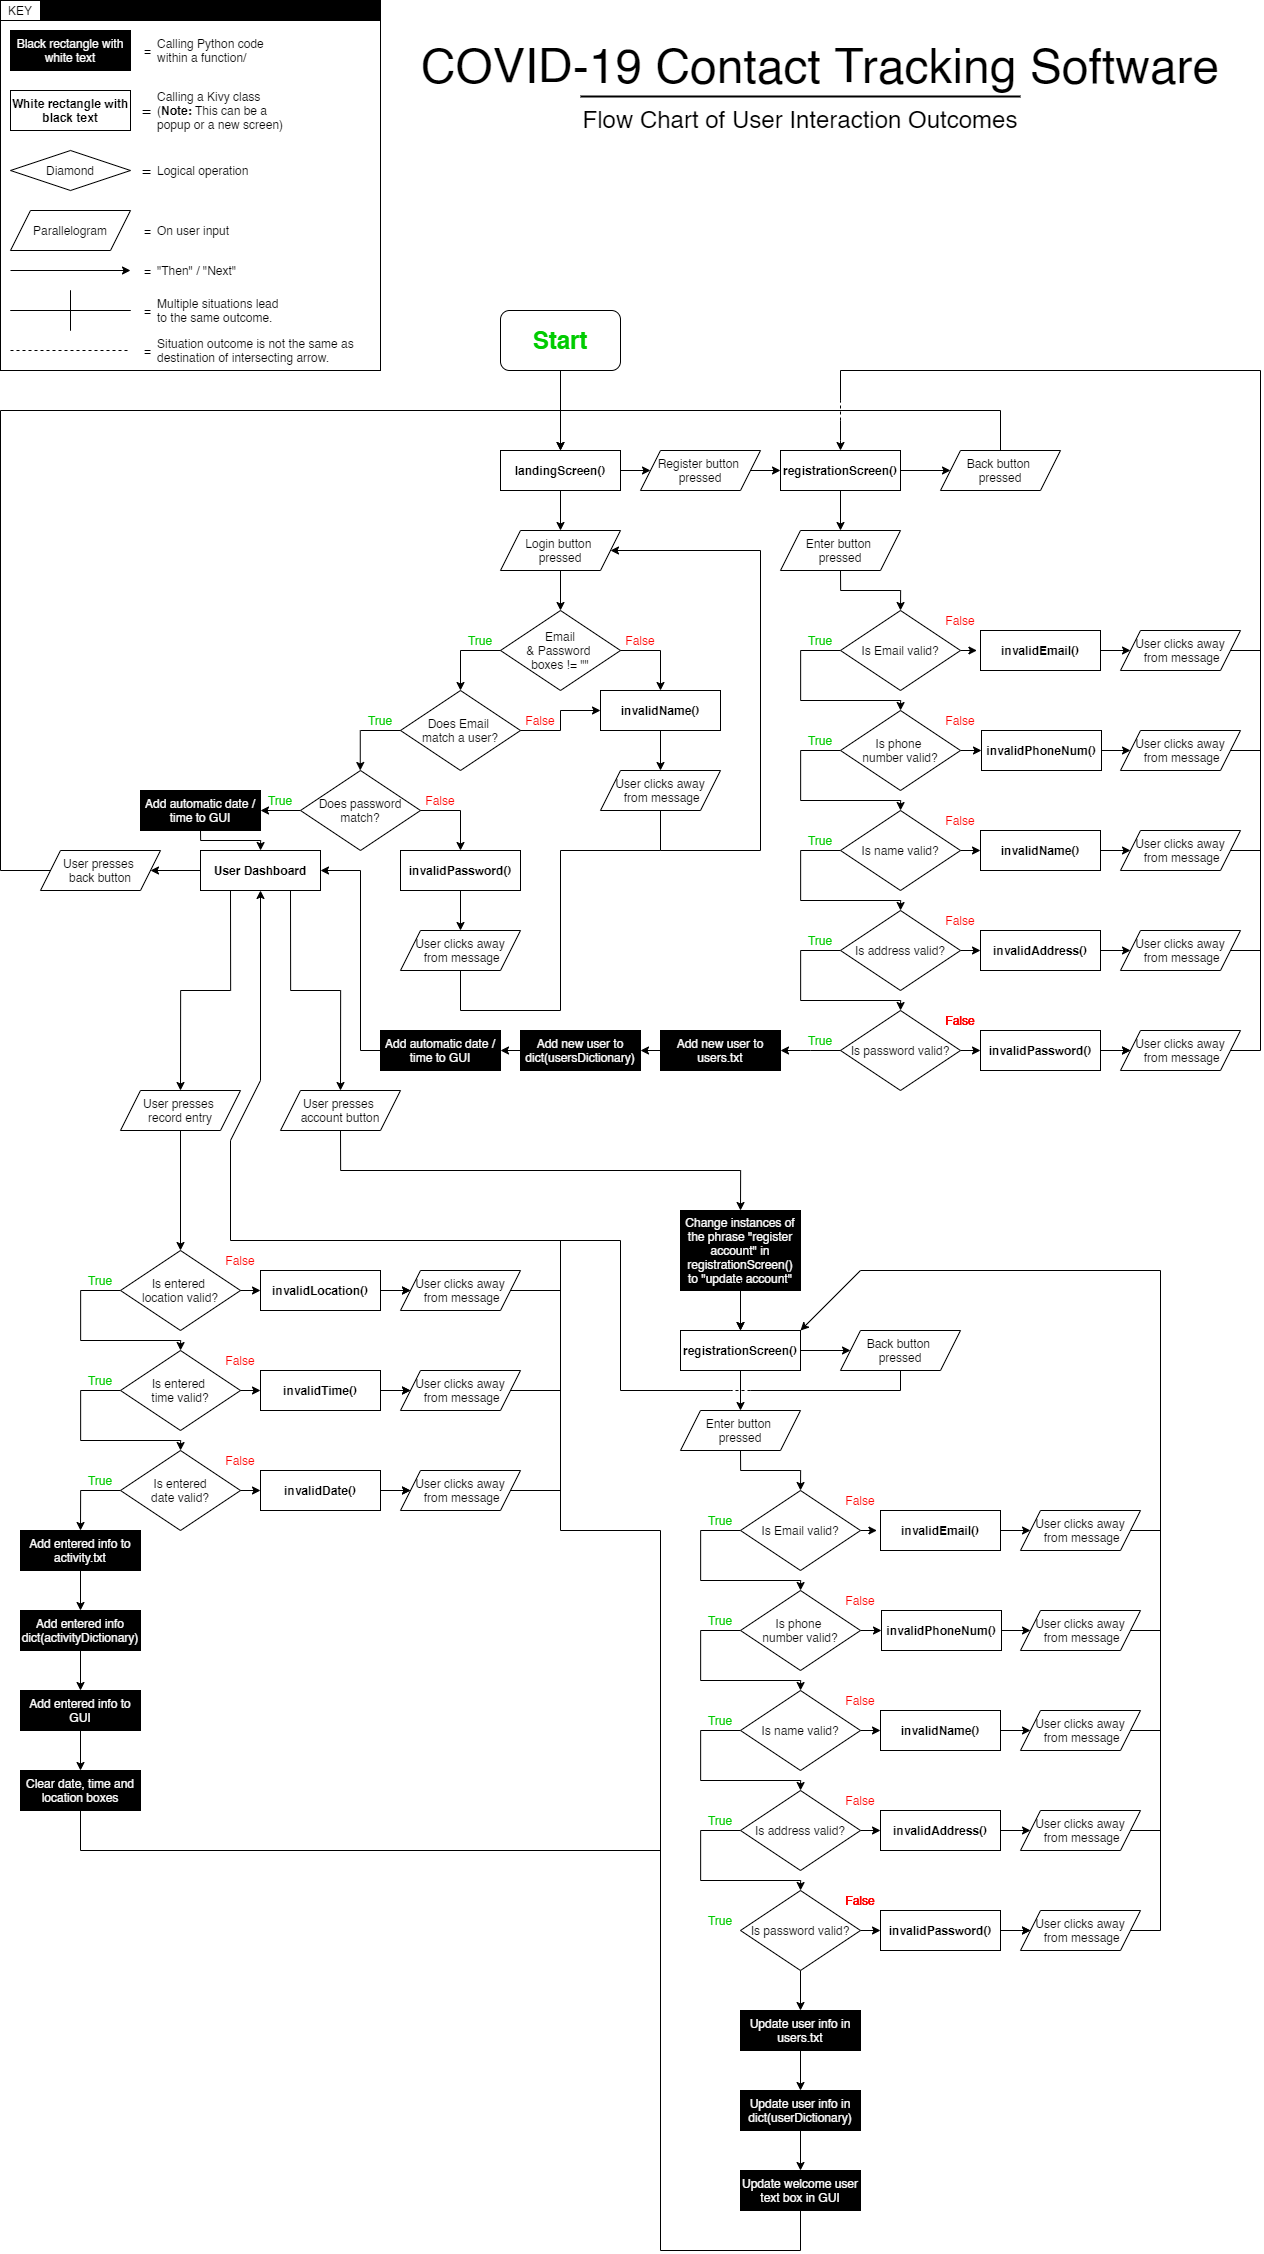 KEY
Black rectangle with
white text
= Calling Python code
within a function/
White rectangle with
black text
= Calling a Kivy class
(Note: This can be a
popup or a new screen)
Diamond
= Logical operation
Parallelogram
= On user input
= "Then" / "Next"
= Multiple situations lead
to the same outcome.
= Situation outcome is not the same as
destination of intersecting arrow.
COVID-19 Contact Tracking Software
Flow Chart of User Interaction Outcomes
Start
landingScreen()
Register button
pressed
registrationScreen()
Back button
pressed
Login button
pressed
Enter button
pressed
Email
& Password
boxes != ""
True
False
Does Email
match a user?
True
False
invalidName()
User clicks away
from message
Does password
match?
True
False
Add automatic date /
time to GUI
User presses
back button
User Dashboard
invalidPassword()
User clicks away
from message
Is Email valid?
True
False
invalidEmail()
User clicks away
from message
Is phone
number valid?
True
False
invalidPhoneNum()
User clicks away
from message
Is name valid?
True
False
invalidName()
User clicks away
from message
Is address valid?
True
False
invalidAddress()
User clicks away
from message
Is password valid?
True
False
invalidPassword()
User clicks away
from message
Add automatic date /
time to GUI
Add new user to
dict(usersDictionary)
Add new user to
users.txt
User presses
record entry
User presses
account button
Is entered
location valid?
True
False
invalidLocation()
User clicks away
from message
Is entered
time valid?
True
False
invalidTime()
User clicks away
from message
Is entered
date valid?
True
False
invalidDate()
User clicks away
from message
Add entered info to
activity.txt
Add entered info
dict(activityDictionary)
Add entered info to
GUI
Clear date, time and
location boxes
Change instances of
the phrase "register
account" in
registrationScreen()
to "update account"
registrationScreen()
Back button
pressed
Enter button
pressed
Is Email valid?
True
False
invalidEmail()
User clicks away
from message
Is phone
number valid?
True
False
invalidPhoneNum()
User clicks away
from message
Is name valid?
True
False
invalidName()
User clicks away
from message
Is address valid?
True
False
invalidAddress()
User clicks away
from message
Is password valid?
True
False
invalidPassword()
User clicks away
from message
Update user info in
users.txt
Update user info in
dict(userDictionary)
Update welcome user
text box in GUI